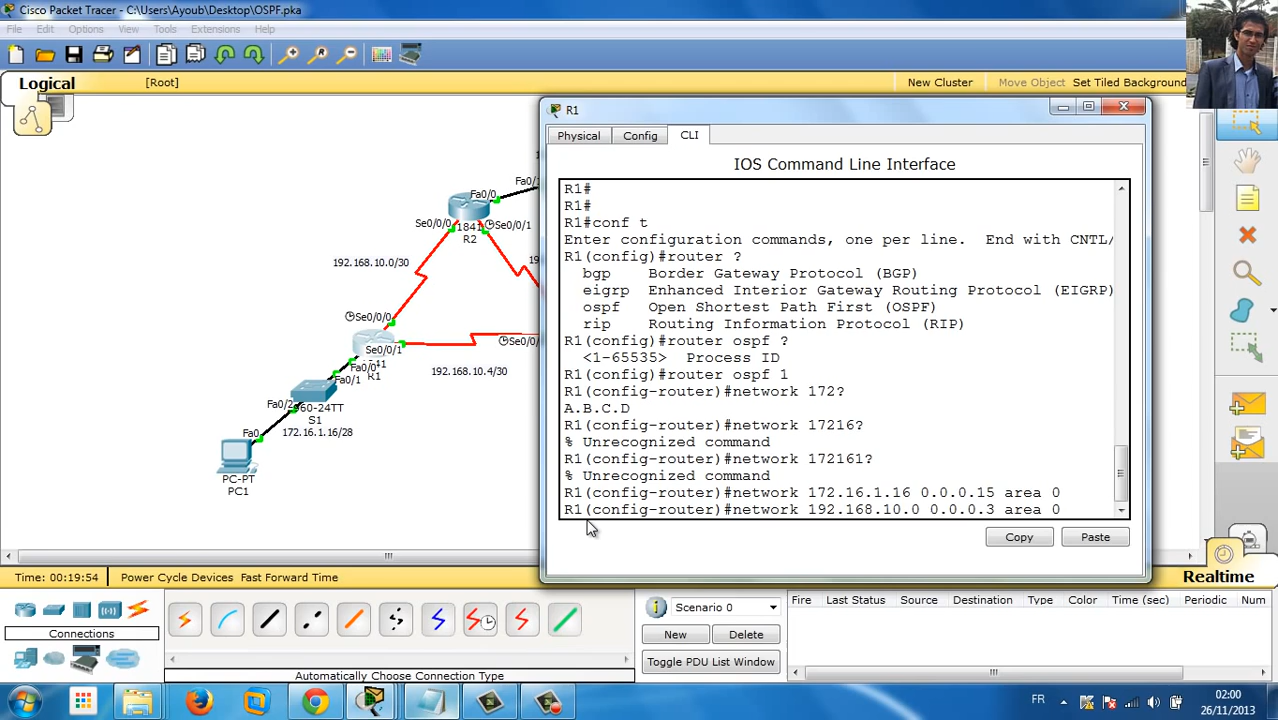 Cisco Packet Tracer - C:\Users\Ayoub\Desktop\OSPF.pka
File Edit Options View Tools Extensions Help
Logical [Root] New Cluster Move Object Set Tiled Background
R1
Physical Config CLI
IOS Command Line Interface
R1#
R1#
R1#conf t
Enter configuration commands, one per line.  End with CNTL/
R1(config)#router ?
bgp Border Gateway Protocol (BGP)
eigrp Enhanced Interior Gateway Routing Protocol (EIGRP)
ospf Open Shortest Path First (OSPF)
rip Routing Information Protocol (RIP)
R1(config)#router ospf ?
<1-65535> Process ID
R1(config)#router ospf 1
R1(config-router)#network 172?
A.B.C.D
R1(config-router)#network 17216?
% Unrecognized command
R1(config-router)#network 172161?
% Unrecognized command
R1(config-router)#network 172.16.1.16 0.0.0.15 area 0
R1(config-router)#network 192.168.10.0 0.0.0.3 area 0
Copy Paste
Fa0/0
Fa0/
Se0/0/0
1841
Se0/0/1
R2
192.168.10.0/30
Se0/0/0
Se0/0/1
Fa0/0
R1
Fa0/1
Se0/0
192.168.10.4/30
Fa0/2
960-24TT
S1
172.16.1.16/28
Fa0
PC-PT
PC1
Time: 00:19:54 Power Cycle Devices Fast Forward Time
Realtime
Connections
Automatically Choose Connection Type
Scenario 0
New Delete
Toggle PDU List Window
Fire Last Status Source Destination Type Color Time (sec) Periodic Num
FR
02:00
26/11/2013